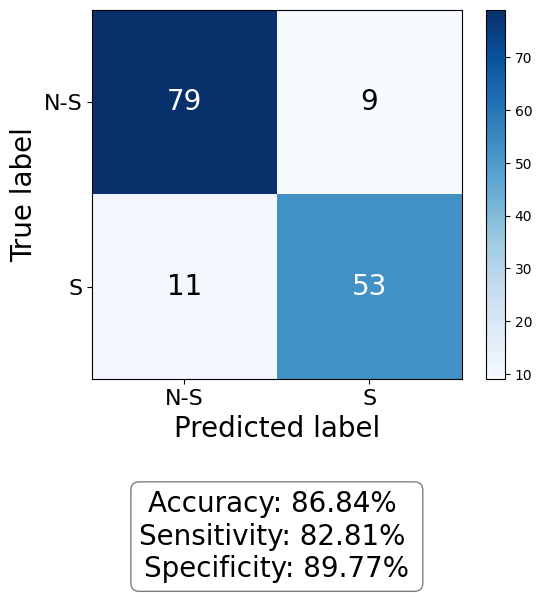 N-S
79
9
S
11
53
N-S
S
True label
Predicted label
70
60
50
40
30
20
10
Accuracy: 86.84%
Sensitivity: 82.81%
Specificity: 89.77%